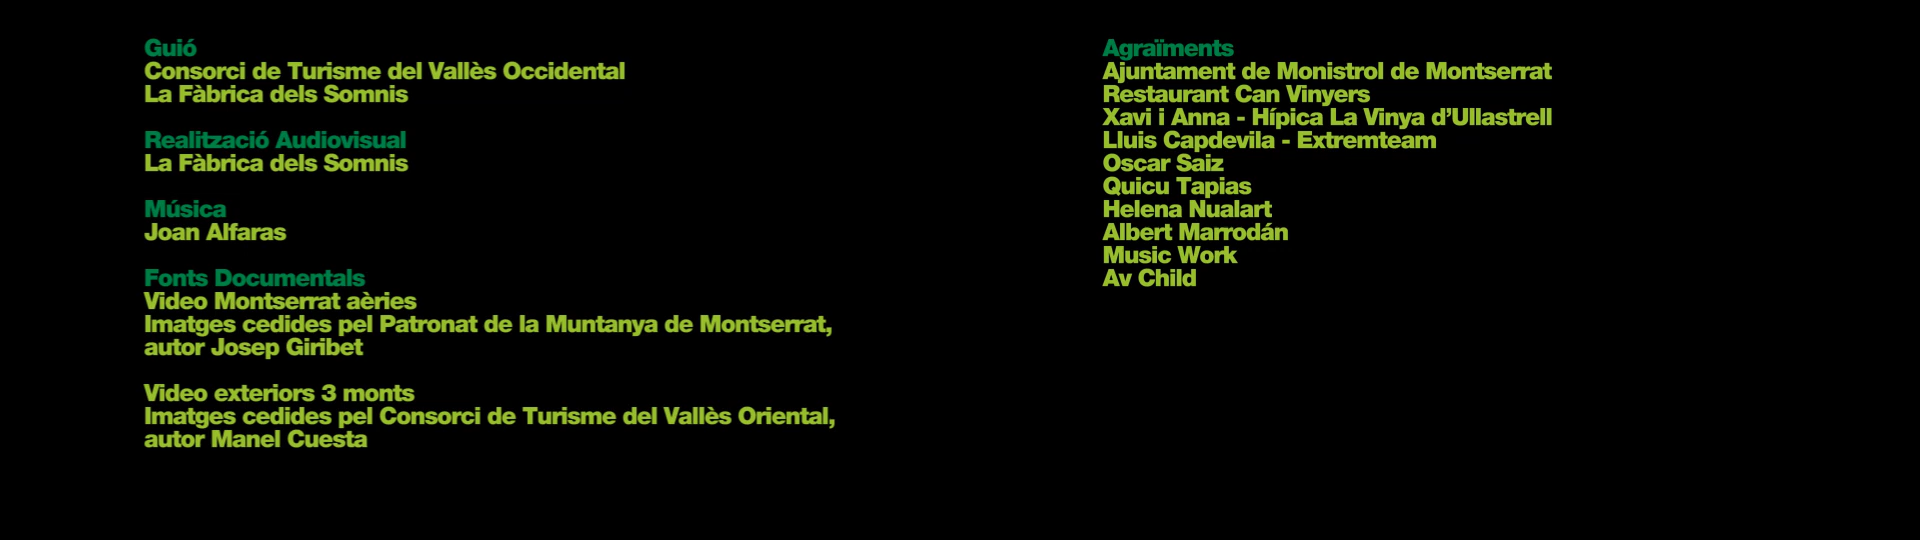 Guió
Consorci de Turisme del Vallès Occidental
La Fàbrica dels Somnis
Realització Audiovisual
La Fàbrica dels Somnis
Música
Joan Alfaras
Fonts Documentals
Video Montserrat aèries
Imatges cedides pel Patronat de la Muntanya de Montserrat,
autor Josep Giribet
Video exteriors 3 monts
Imatges cedides pel Consorci de Turisme del Vallès Oriental,
autor Manel Cuesta
Agraïments
Ajuntament de Monistrol de Montserrat
Restaurant Can Vinyers
Xavi i Anna - Hípica La Vinya d’Ullastrell
Lluis Capdevila - Extremteam
Oscar Saiz
Quicu Tapias
Helena Nualart
Albert Marrodán
Music Work
Av Child